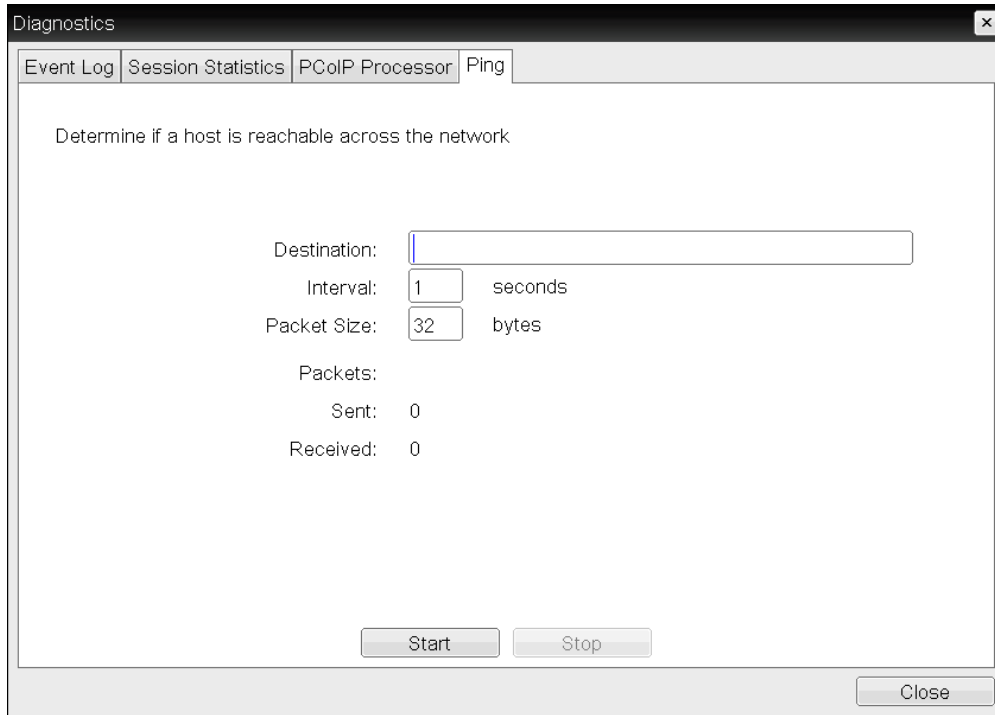 Diagnostics
Event Log Session Statistics PCoIP Processor Ping
Determine if a host is reachable across the network
Destination:
Interval: 1 seconds
Packet Size: 32 bytes
Packets:
Sent: 0
Received: 0
Start Stop
Close